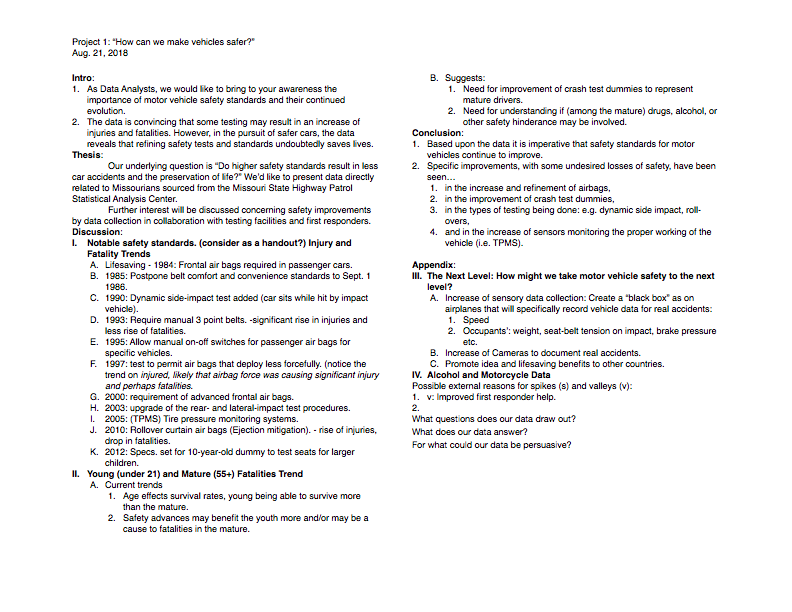 Project 1: "How can we make vehicles safer?"
Aug. 21, 2018
Intro:
1. As Data Analysts, we would like to bring to your awareness the
importance of motor vehicle safety standards and their continued
evolution.
2. The data is convincing that some testing may result in an increase of
injuries and fatalities. However, in the pursuit of safer cars, the data
reveals that refining safety tests and standards undoubtedly saves lives.
Thesis:
Our underlying question is "Do higher safety standards result in less
car accidents and the preservation of life?" We'd like to present data directly
related to Missourians sourced from the Missouri State Highway Patrol
Statistical Analysis Center.
Further interest will be discussed concerning safety improvements
by data collection in collaboration with testing facilities and first responders.
Discussion:
I. Notable safety standards. (consider as a handout?) Injury and
Fatality Trends
A. Lifesaving - 1984: Frontal air bags required in passenger cars.
B. 1985: Postpone belt comfort and convenience standards to Sept. 1
1986.
C. 1990: Dynamic side-impact test added (car sits while hit by impact
vehicle).
D. 1993: Require manual 3 point belts. -significant rise in injuries and
less rise of fatalities.
E. 1995: Allow manual on-off switches for passenger air bags for
specific vehicles.
F. 1997: test to permit air bags that deploy less forcefully. (notice the
trend on injured, likely that airbag force was causing significant injury
and perhaps fatalities.
G. 2000: requirement of advanced frontal air bags.
H. 2003: upgrade of the rear- and lateral-impact test procedures.
I. 2005: (TPMS) Tire pressure monitoring systems.
J. 2010: Rollover curtain air bags (Ejection mitigation). - rise of injuries,
drop in fatalities.
K. 2012: Specs. set for 10-year-old dummy to test seats for larger
children.
II. Young (under 21) and Mature (55+) Fatalities Trend
A. Current trends
1. Age effects survival rates, young being able to survive more
than the mature.
2. Safety advances may benefit the youth more and/or may be a
cause to fatalities in the mature.
B. Suggests:
1. Need for improvement of crash test dummies to represent
mature drivers.
2. Need for understanding if (among the mature) drugs, alcohol, or
other safety hinderance may be involved.
Conclusion:
1. Based upon the data it is imperative that safety standards for motor
vehicles continue to improve.
2. Specific improvements, with some undesired losses of safety, have been
seen…
1. in the increase and refinement of airbags,
2. in the improvement of crash test dummies,
3. in the types of testing being done: e.g. dynamic side impact, roll-
overs,
4. and in the increase of sensors monitoring the proper working of the
vehicle (i.e. TPMS).
Appendix:
III. The Next Level: How might we take motor vehicle safety to the next
level?
A. Increase of sensory data collection: Create a "black box" as on
airplanes that will specifically record vehicle data for real accidents:
1. Speed
2. Occupants': weight, seat-belt tension on impact, brake pressure
etc.
B. Increase of Cameras to document real accidents.
C. Promote idea and lifesaving benefits to other countries.
IV. Alcohol and Motorcycle Data
Possible external reasons for spikes (s) and valleys (v):
1. v: Improved first responder help.
2.
What questions does our data draw out?
What does our data answer?
For what could our data be persuasive?